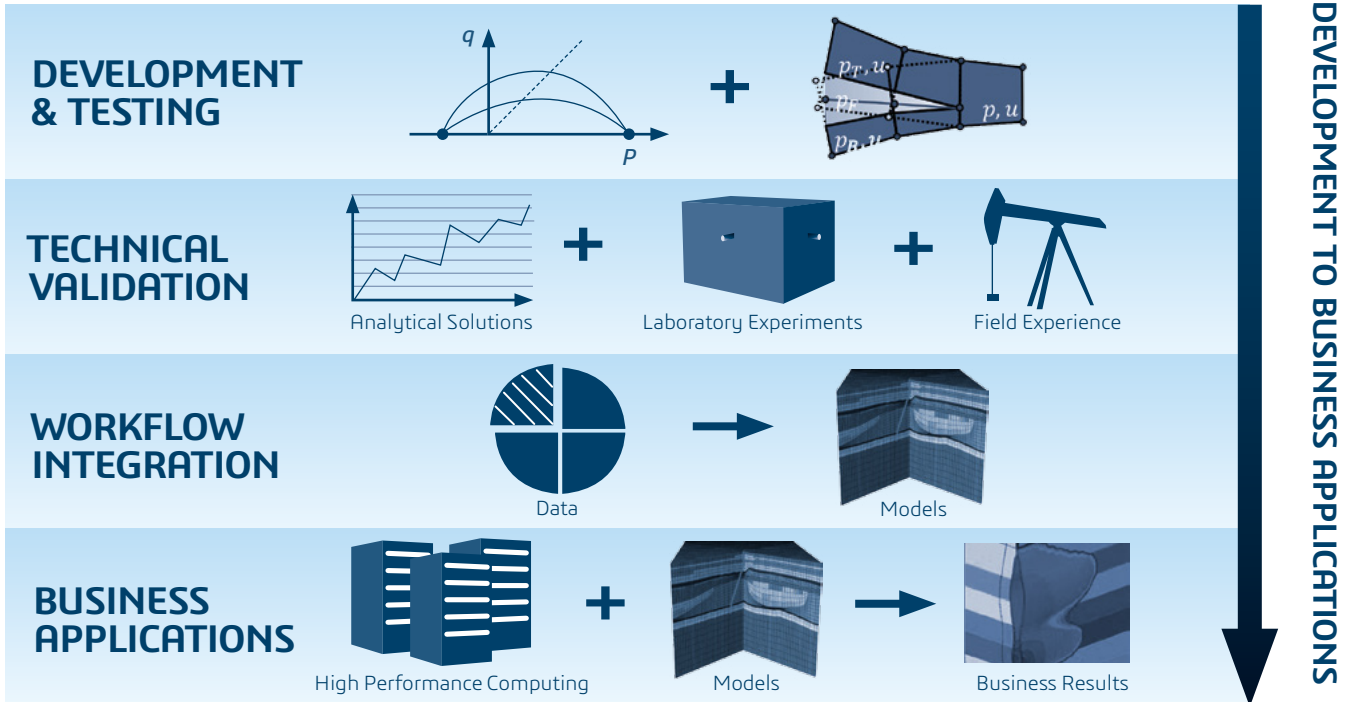 DEVELOPMENT
& TESTING
q
P
+
p_T, u
p_F
p_B, u
p, u
TECHNICAL
VALIDATION
+
+
Analytical Solutions
Laboratory Experiments
Field Experience
WORKFLOW
INTEGRATION
Data
Models
BUSINESS
APPLICATIONS
+
High Performance Computing
Models
Business Results
DEVELOPMENT TO BUSINESS APPLICATIONS